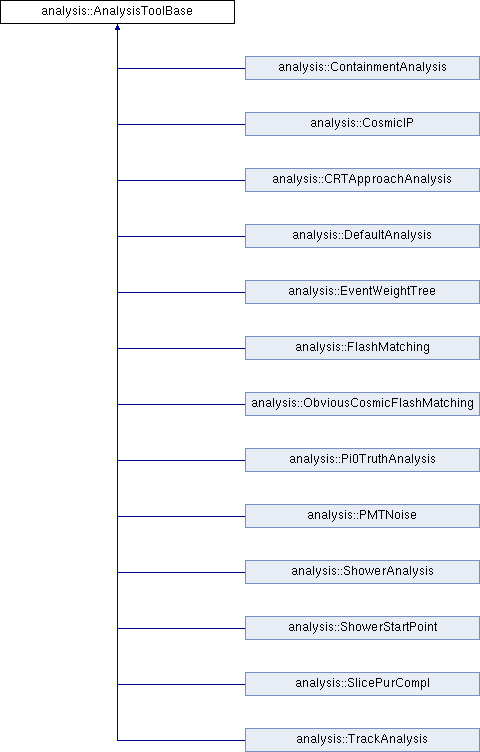 analysis::AnalysisToolBase
analysis::ContainmentAnalysis
analysis::CosmicIP
analysis::CRTApproachAnalysis
analysis::DefaultAnalysis
analysis::EventWeightTree
analysis::FlashMatching
analysis::ObviousCosmicFlashMatching
analysis::Pi0TruthAnalysis
analysis::PMTNoise
analysis::ShowerAnalysis
analysis::ShowerStartPoint
analysis::SlicePurCompl
analysis::TrackAnalysis